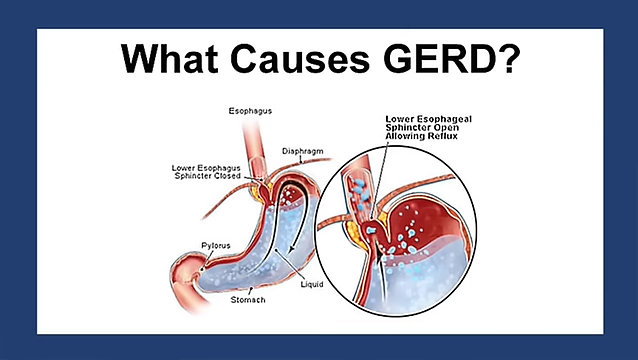 What Causes GERD?
Esophagus
Lower Esophageal
Sphincter Open
Allowing Reflux
Diaphragm
Lower Esophagus
Sphincter Closed
Pylorus
Liquid
Stomach